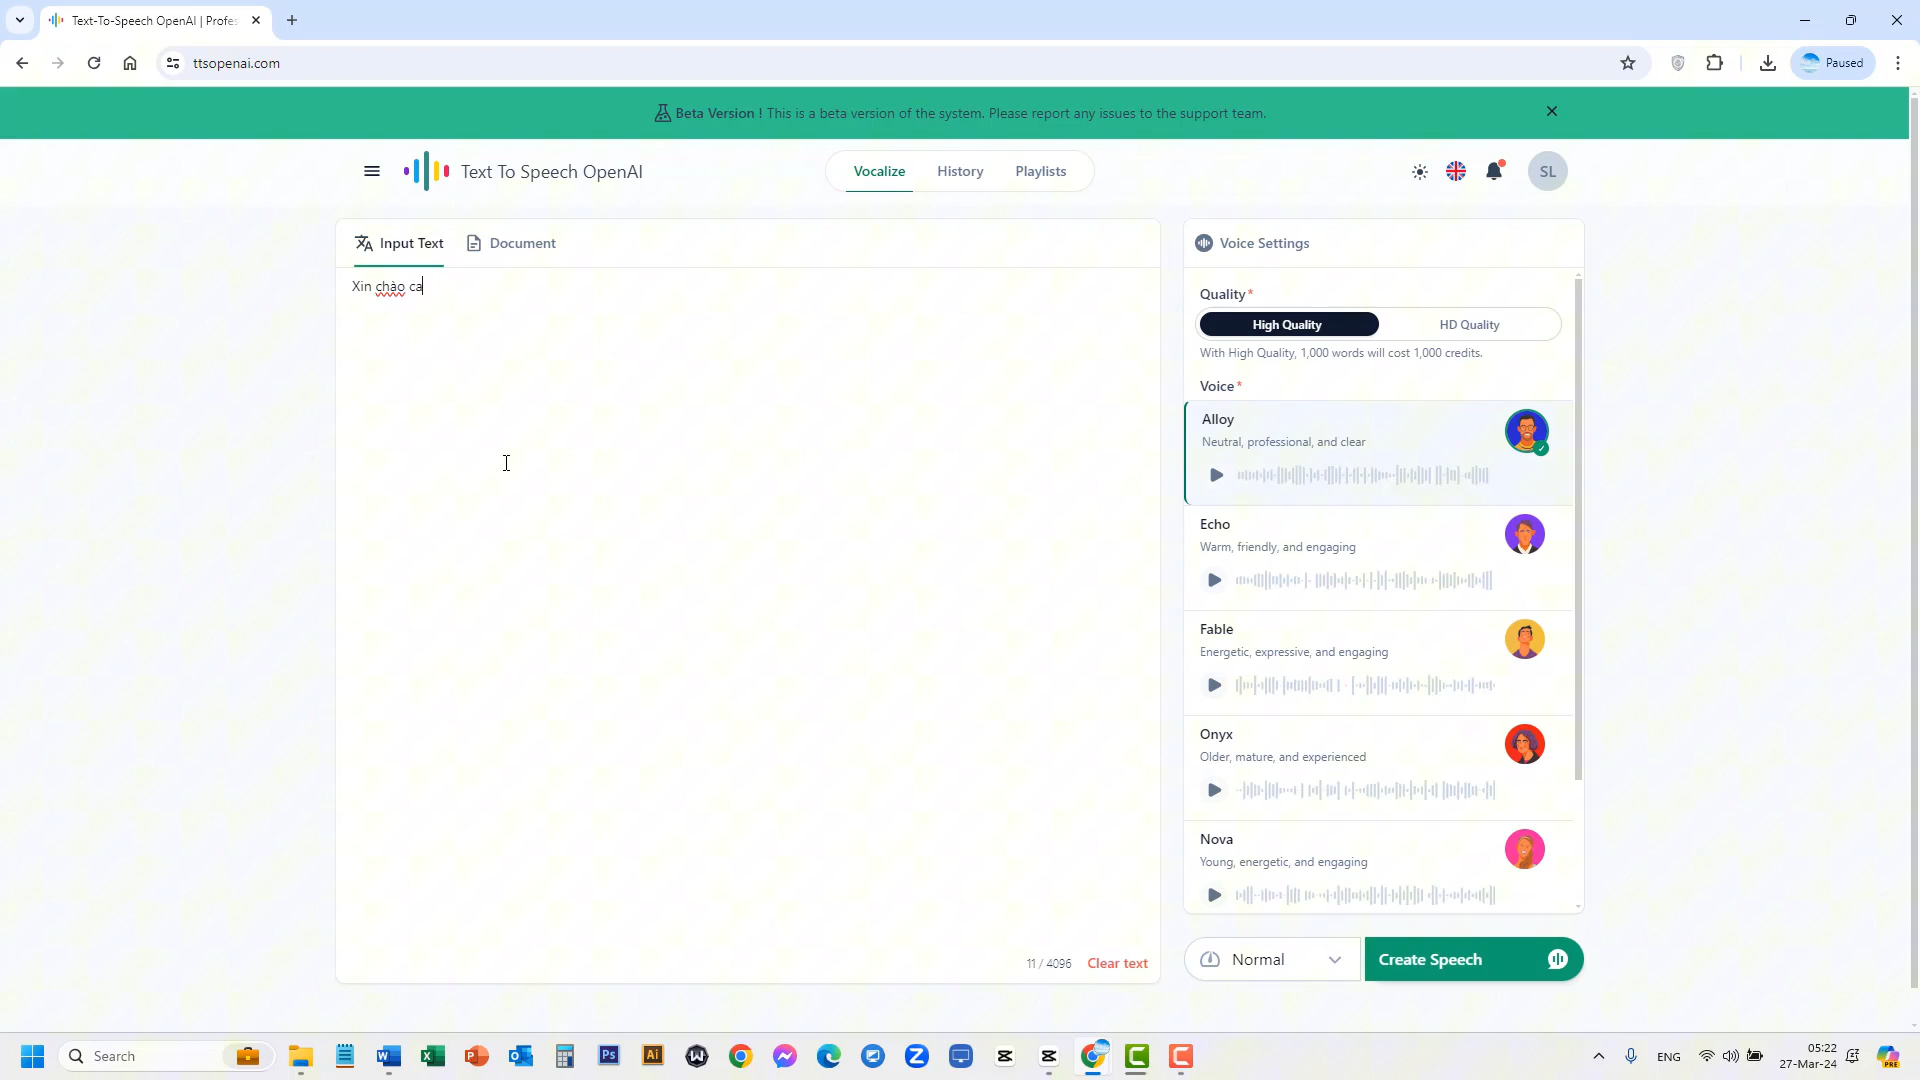 Text-To-Speech OpenAI | Profes
ttsopenai.com
Paused
Beta Version ! This is a beta version of the system. Please report any issues to the support team.
Text To Speech OpenAI
Vocalize
History
Playlists
SL
Input Text
Document
Xin chào ca
11 / 4096
Clear text
Voice Settings
Quality*
High Quality
HD Quality
With High Quality, 1,000 words will cost 1,000 credits.
Voice*
Alloy
Neutral, professional, and clear
Echo
Warm, friendly, and engaging
Fable
Energetic, expressive, and engaging
Onyx
Older, mature, and experienced
Nova
Young, energetic, and engaging
Normal
Create Speech
Search
Ps
Ai
ENG
05:22
27-Mar-24
PRE